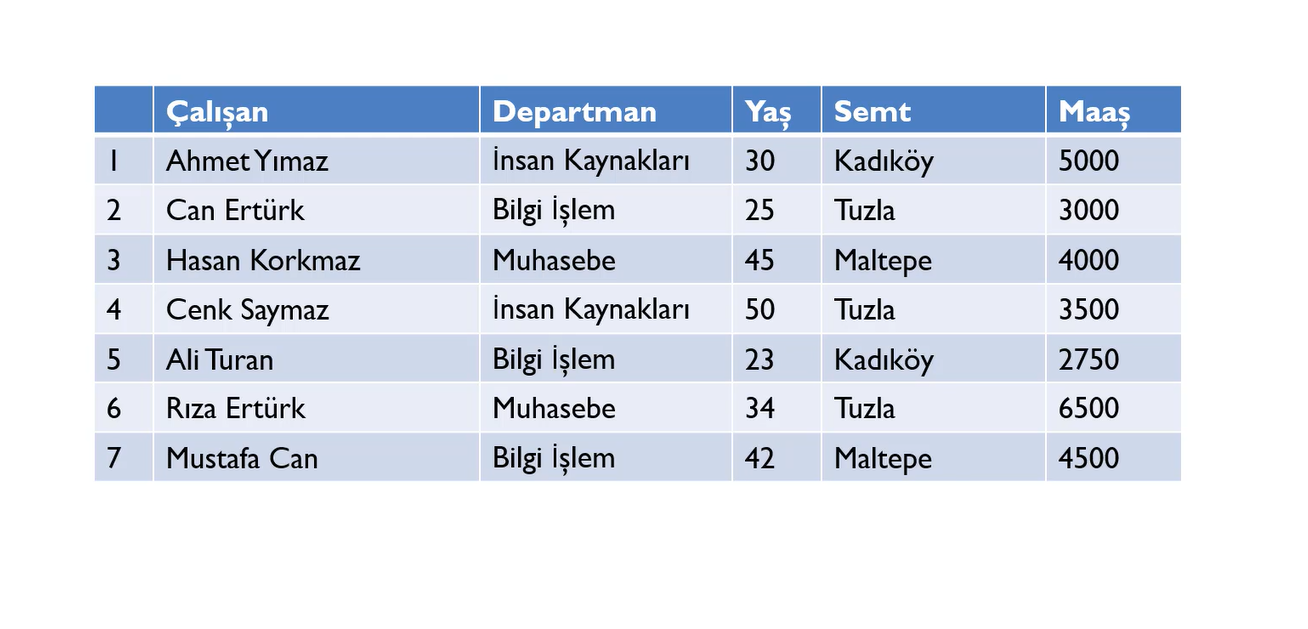 Çalışan Departman Yaş Semt Maaş
1 Ahmet Yımaz İnsan Kaynakları 30 Kadıköy 5000
2 Can Ertürk Bilgi İşlem 25 Tuzla 3000
3 Hasan Korkmaz Muhasebe 45 Maltepe 4000
4 Cenk Saymaz İnsan Kaynakları 50 Tuzla 3500
5 Ali Turan Bilgi İşlem 23 Kadıköy 2750
6 Rıza Ertürk Muhasebe 34 Tuzla 6500
7 Mustafa Can Bilgi İşlem 42 Maltepe 4500